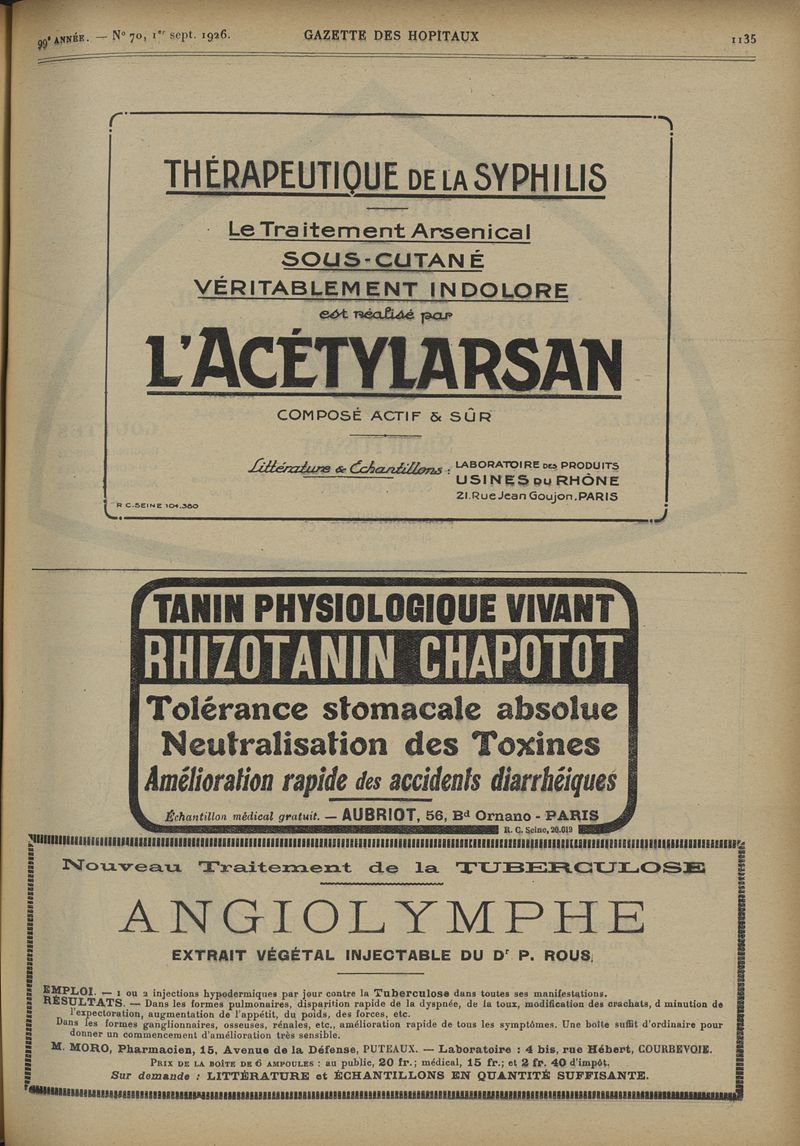 99e ANNÉE. — No 70, 1er sept. 1926. GAZETTE DES HOPITAUX 1135
THÉRAPEUTIQUE DE LA SYPHILIS
Le Traitement Arsenical
SOUS-CUTANÉ
VÉRITABLEMENT INDOLORE
est réalisé par
L'ACÉTYLARSAN
COMPOSÉ ACTIF & SÛR
Littérature & Échantillons : LABORATOIRE DES PRODUITS
USINES DU RHÔNE
21.Rue Jean Goujon.PARIS
R C.SEINE 104.380
TANIN PHYSIOLOGIQUE VIVANT
RHIZOTANIN CHAPOTOT
Tolérance stomacale absolue
Neutralisation des Toxines
Amélioration rapide des accidents diarrhéiques
Échantillon médical gratuit. — AUBRIOT, 56, Bd Ornano - PARIS
R. C. Seine, 26.019
Nouveau Traitement de la TUBERCULOSE
ANGIOLYMPHE
EXTRAIT VÉGÉTAL INJECTABLE DU Dr P. ROUS,
EMPLOI. — 1 ou 2 injections hypodermiques par jour contre la Tuberculose dans toutes ses manifestations.
RÉSULTATS. — Dans les formes pulmonaires, disparition rapide de la dyspnée, de la toux, modification des crachats, d minution de
l'expectoration, augmentation de l'appétit, du poids, des forces, etc.
Dans les formes ganglionnaires, osseuses, rénales, etc., amélioration rapide de tous les symptômes. Une boîte suffit d'ordinaire pour
donner un commencement d'amélioration très sensible.
M. MORO, Pharmacien, 15, Avenue de la Défense, PUTEAUX. — Laboratoire : 4 bis, rue Hébert, COURBEVOIE.
PRIX DE LA BOÎTE DE 6 AMPOULES : au public, 20 fr.; médical, 15 fr.; et 2 fr. 40 d'impôt.
Sur demande : LITTÉRATURE et ÉCHANTILLONS EN QUANTITÉ SUFFISANTE.